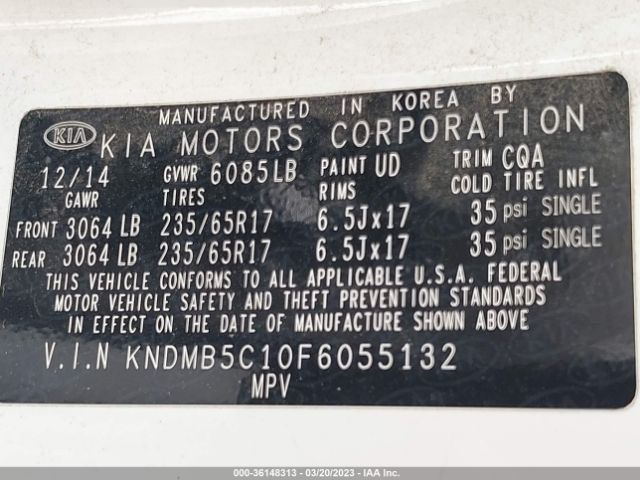 MANUFACTURED IN KOREA BY
KIA KIA MOTORS CORPORATION
12/14 GVWR 6085LB PAINT UD TRIM CQA
GAWR TIRES RIMS COLD TIRE INFL
FRONT 3064 LB 235/65R17 6.5Jx17 35 psi SINGLE
REAR 3064 LB 235/65R17 6.5Jx17 35 psi SINGLE
THIS VEHICLE CONFORMS TO ALL APPLICABLE U.S.A. FEDERAL
MOTOR VEHICLE SAFETY AND THEFT PREVENTION STANDARDS
IN EFFECT ON THE DATE OF MANUFACTURE SHOWN ABOVE
V.I.N KNDMB5C10F6055132
MPV
000-36148313 - 03/20/2023 - IAA Inc.